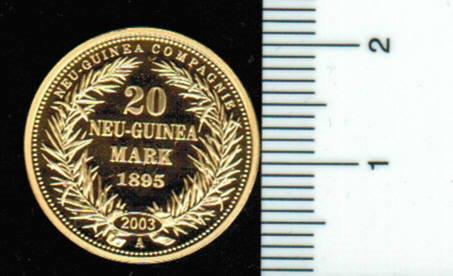 NEU-GUINEA COMPAGNIE
20
NEU-GUINEA
MARK
1895
2003
A
2
1